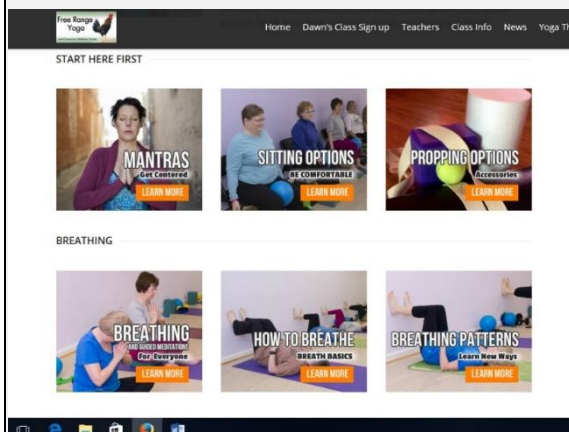 Free Range
Yoga
Home Dawn's Class Sign up Teachers Class Info News Yoga Th
START HERE FIRST
MANTRAS
Get Centered
LEARN MORE
SITTING OPTIONS
BE COMFORTABLE
LEARN MORE
PROPPING OPTIONS
Accessories
LEARN MORE
BREATHING
BREATHING
AND GUIDED MEDITATIONS
For Everyone
LEARN MORE
HOW TO BREATHE
BREATH BASICS
LEARN MORE
BREATHING PATTERNS
Learn New Ways
LEARN MORE